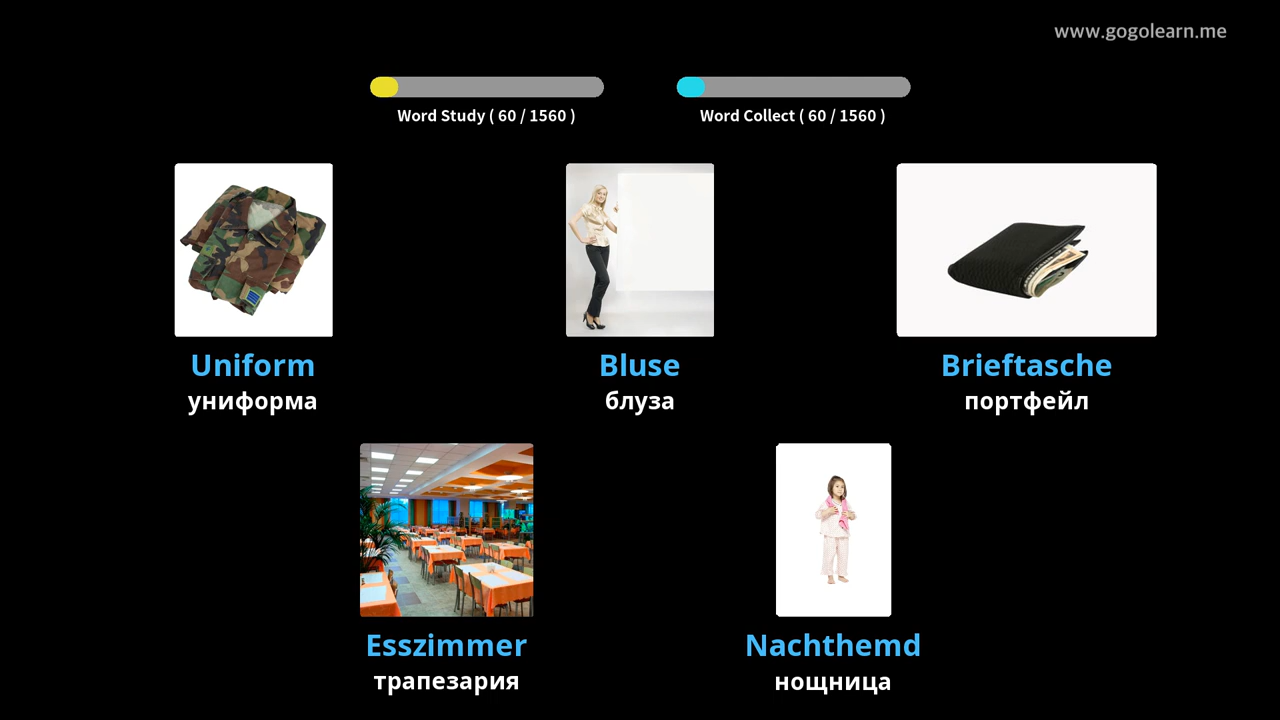 www.gogolearn.me
Word Study ( 60 / 1560 )
Word Collect ( 60 / 1560 )
Uniform
униформа
Bluse
блуза
Brieftasche
портфейл
Esszimmer
трапезария
Nachthemd
нощница